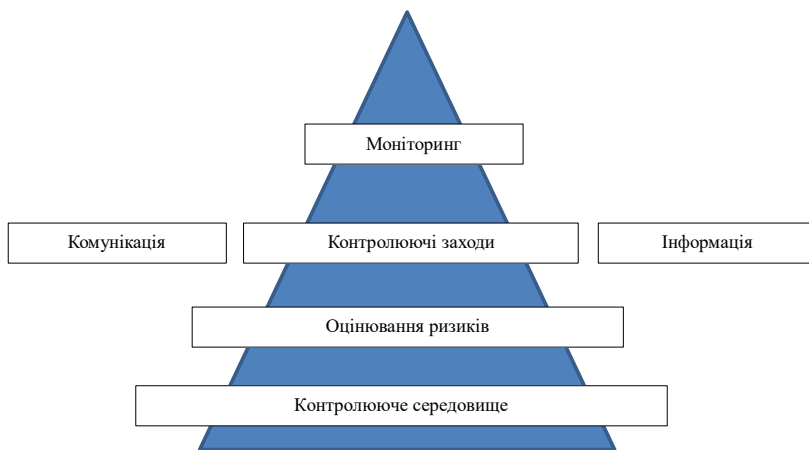 Моніторинг
Комунікація
Контролюючі заходи
Інформація
Оцінювання ризиків
Контролююче середовище